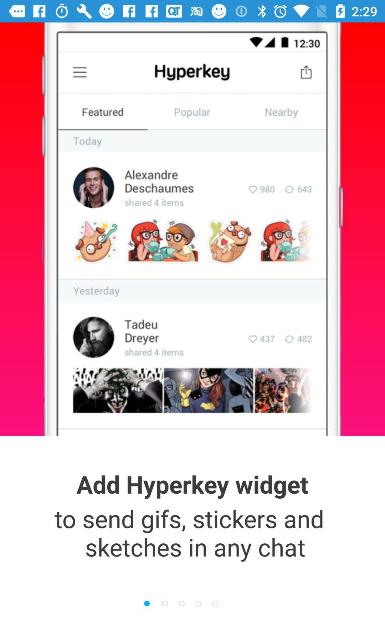 2:29
12:30
Hyperkey
Featured Popular Nearby
Today
Alexandre
Deschaumes
980 643
shared 4 items
Yesterday
Tadeu
Dreyer
437 482
shared 4 items
Add Hyperkey widget
to send gifs, stickers and
sketches in any chat